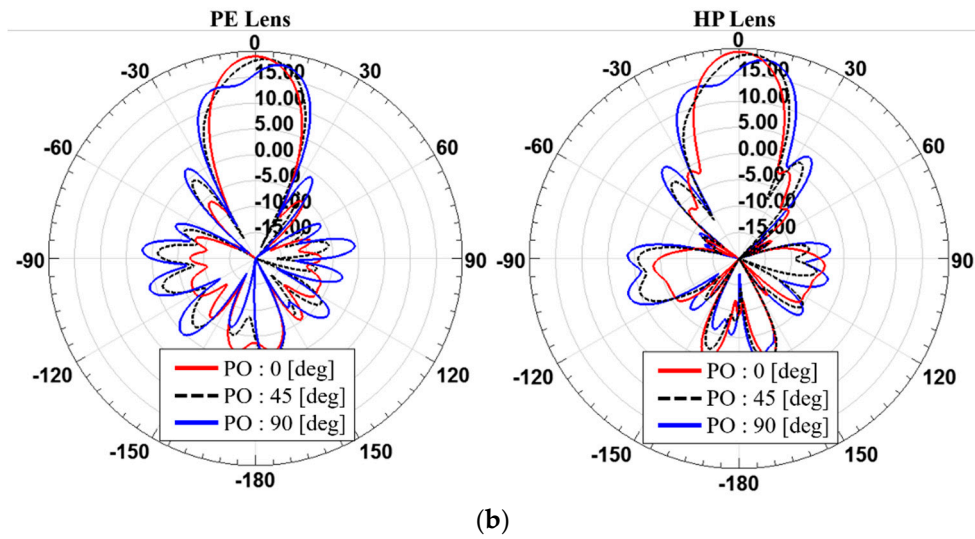 PE Lens HP Lens
0 0
-30 30 -30 30
15.00 15.00
10.00 10.00
-60 5.00 60 -60 5.00 60
0.00 0.00
-5.00 -5.00
-10.00 -10.00
-15.00 -15.00
-90 90 -90 90
PO : 0 [deg] PO : 0 [deg]
-120 120 -120 120
PO : 45 [deg] PO : 45 [deg]
PO : 90 [deg] PO : 90 [deg]
-150 150 -150 150
-180 -180
(b)